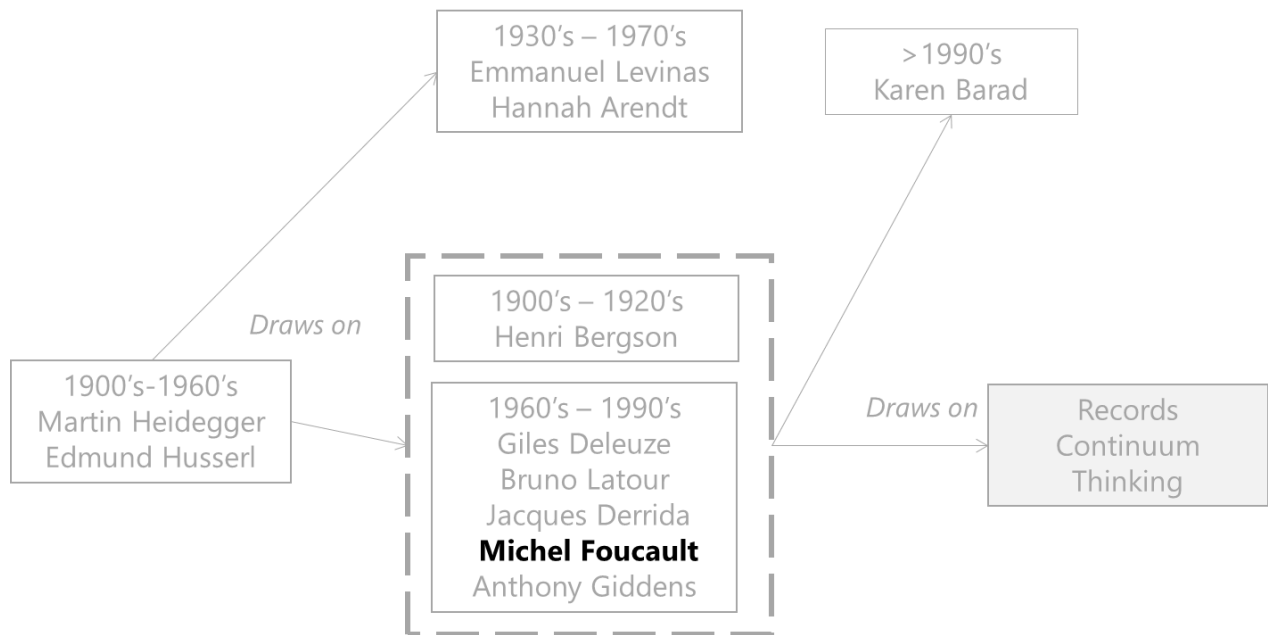 1930's – 1970's
Emmanuel Levinas
Hannah Arendt
>1990's
Karen Barad
Draws on
1900's – 1920's
Henri Bergson
1900's-1960's
Martin Heidegger
Edmund Husserl
1960's – 1990's
Giles Deleuze
Bruno Latour
Jacques Derrida
Michel Foucault
Anthony Giddens
Draws on
Records
Continuum
Thinking